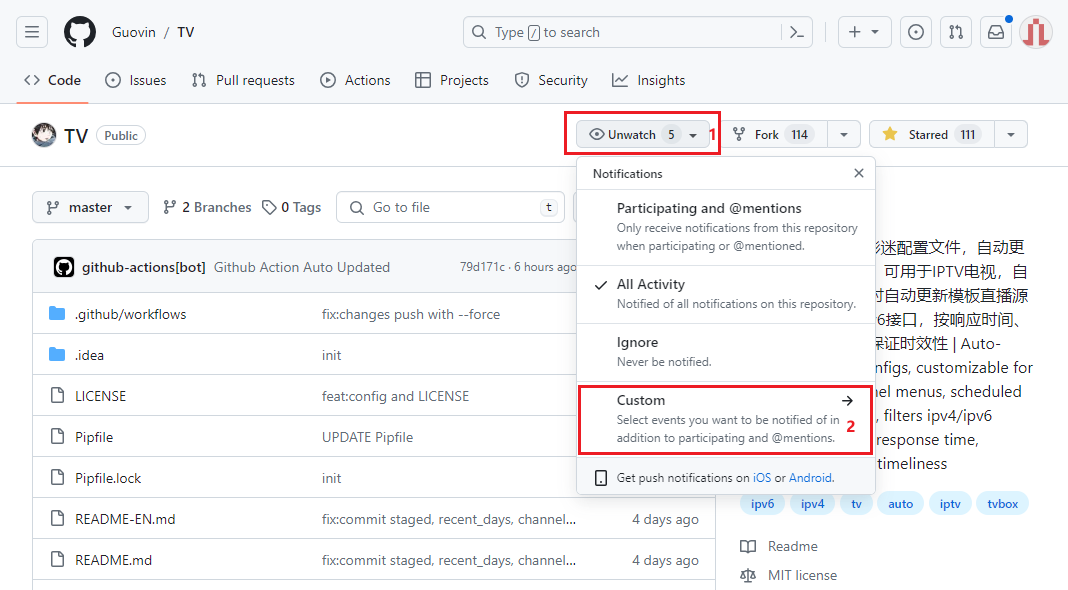 Guovin / TV
Type / to search
Code
Issues
Pull requests
Actions
Projects
Security
Insights
TV Public
Unwatch 5
1
Fork 114
Starred 111
Notifications
Participating and @mentions
Only receive notifications from this repository
when participating or @mentioned.
All Activity
Notified of all notifications on this repository.
Ignore
Never be notified.
Custom
Select events you want to be notified of in
addition to participating and @mentions.
2
Get push notifications on iOS or Android.
master
2 Branches
0 Tags
Go to file t
github-actions[bot] Github Action Auto Updated 79d171c · 6 hours ago
.github/workflows fix:changes push with --force
.idea init
LICENSE feat:config and LICENSE
Pipfile UPDATE Pipfile
Pipfile.lock init
README-EN.md fix:commit staged, recent_days, channel... 4 days ago
README.md fix:commit staged, recent_days, channel... 4 days ago
迷配置文件，自动更
可用于IPTV电视，自
时自动更新模板直播源
6接口，按响应时间、
保证时效性 | Auto-
nfigs, customizable for
menus, scheduled
, filters ipv4/ipv6
response time,
timeliness
ipv6 ipv4 tv auto iptv tvbox
Readme
MIT license